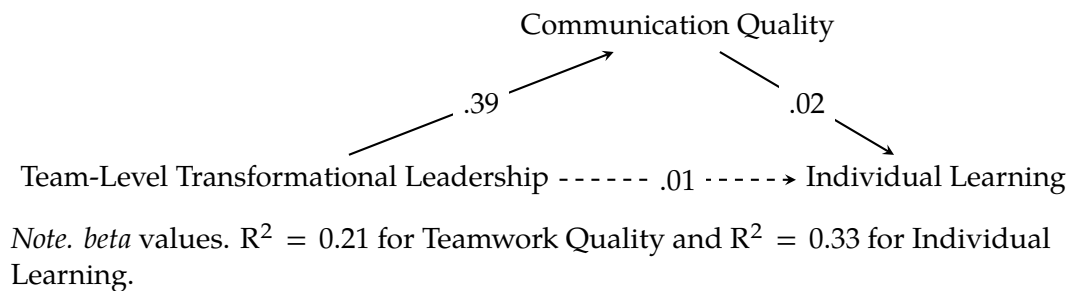 Communication Quality
.39
.02
Team-Level Transformational Leadership
.01
Individual Learning
Note. beta values. R² = 0.21 for Teamwork Quality and R² = 0.33 for Individual
Learning.